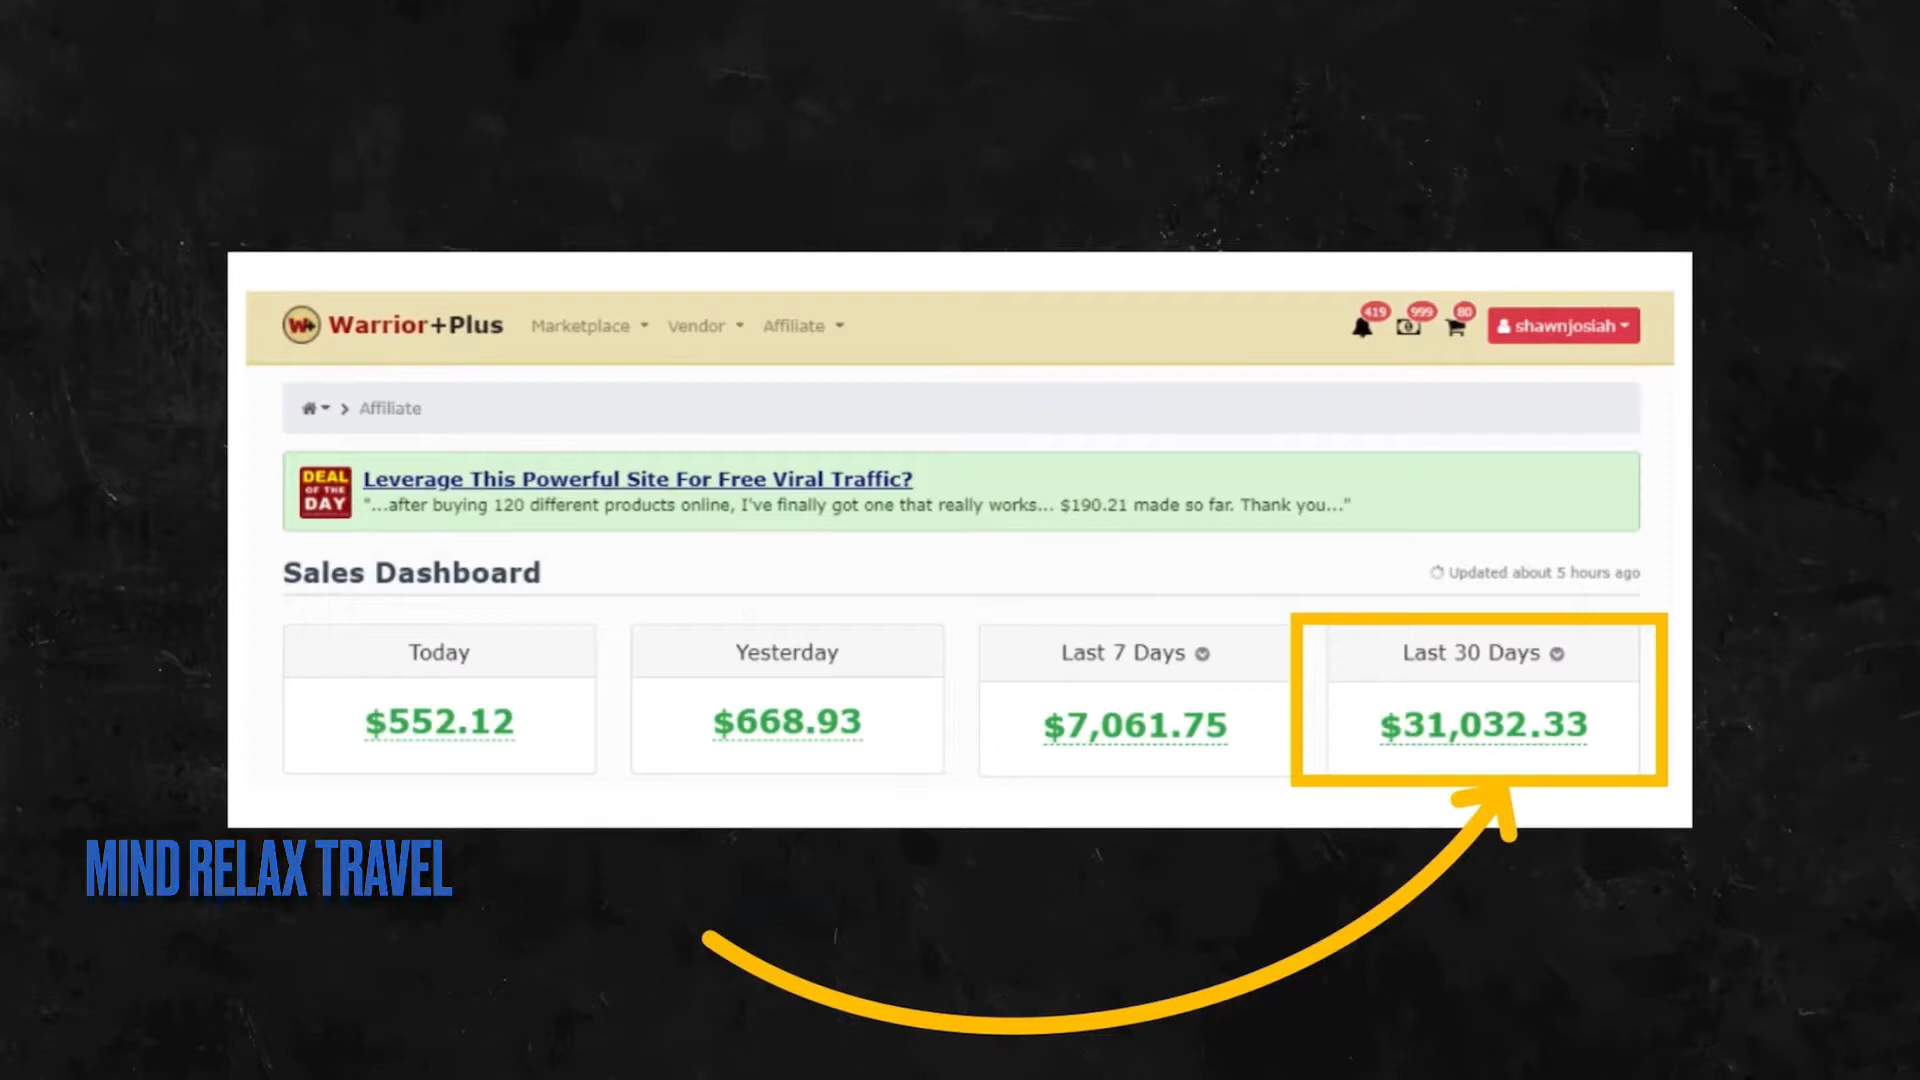 Warrior+Plus Marketplace Vendor Affiliate 419 999 80 shawnjosiah
Affiliate
DEAL OF THE DAY
Leverage This Powerful Site For Free Viral Traffic?
"...after buying 120 different products online, I've finally got one that really works... $190.21 made so far. Thank you..."
Sales Dashboard Updated about 5 hours ago
Today Yesterday Last 7 Days Last 30 Days
$552.12 $668.93 $7,061.75 $31,032.33
MIND RELAX TRAVEL